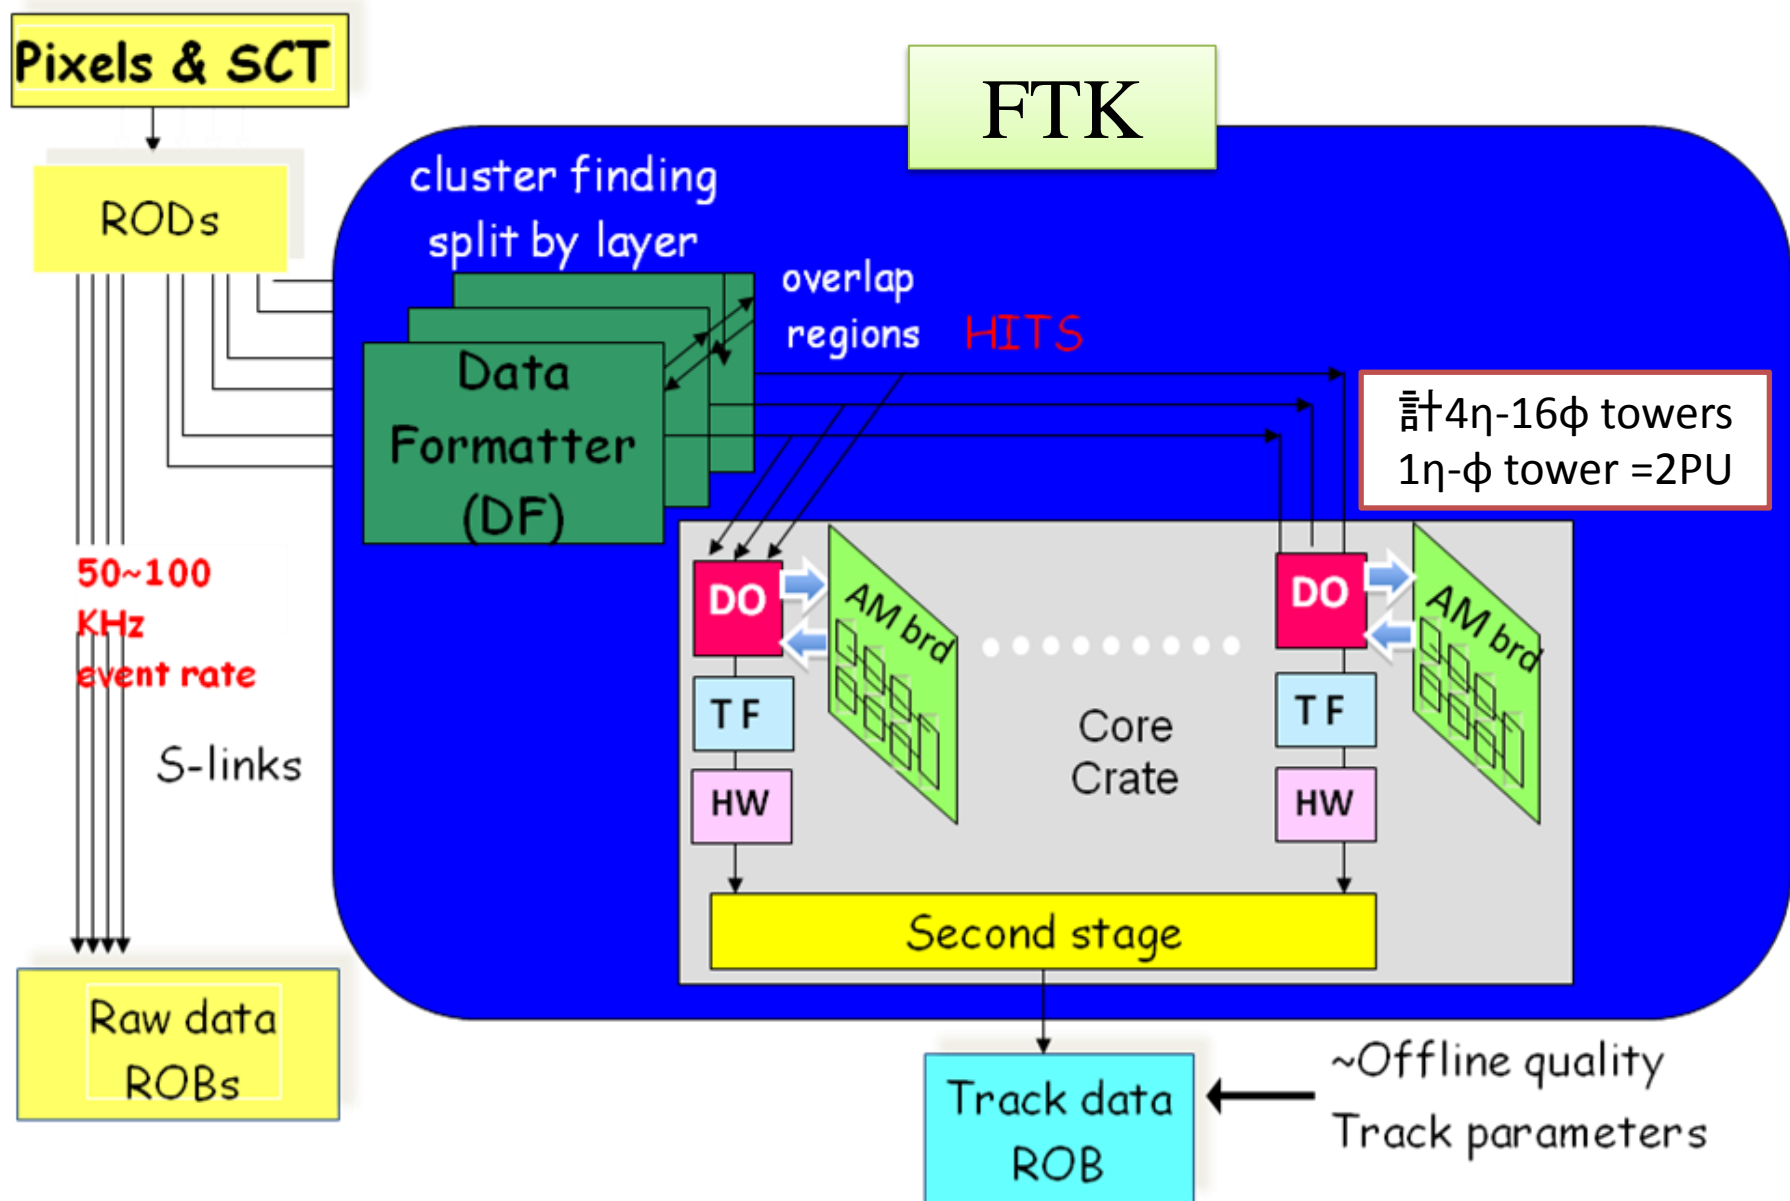 Pixels & SCT
FTK
RODs
cluster finding
split by layer
overlap
regions
HITS
Data
Formatter
(DF)
計4η-16φ towers
1η-φ tower =2PU
50~100
KHz
event rate
S-links
DO
AM brd
TF
HW
Core
Crate
DO
AM brd
TF
HW
Second stage
Raw data
ROBs
Track data
ROB
~Offline quality
Track parameters